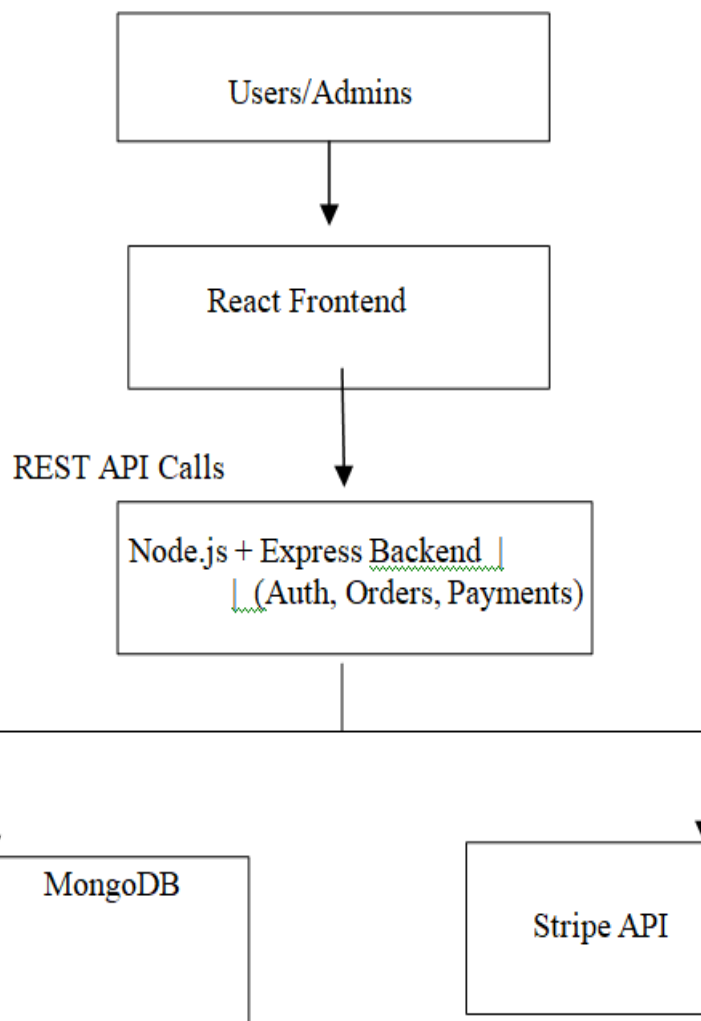 Users/Admins
React Frontend
REST API Calls
Node.js + Express Backend |
| (Auth, Orders, Payments)
MongoDB
Stripe API